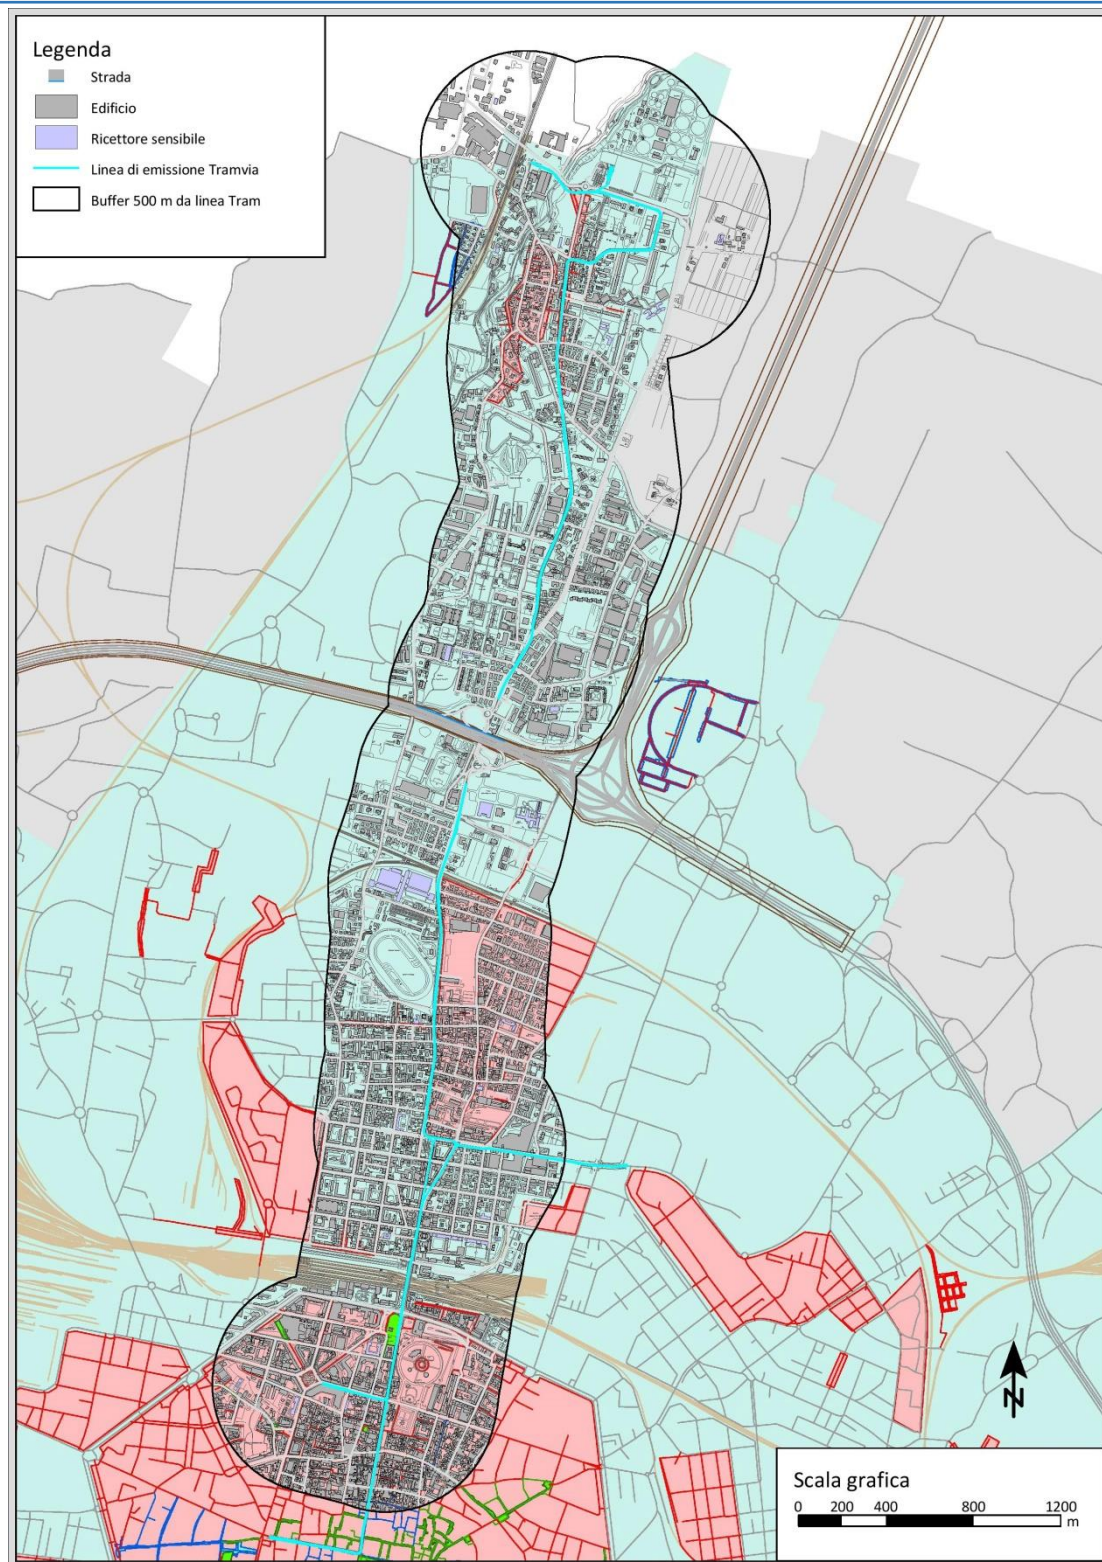 Legenda
Strada
Edificio
Ricettore sensibile
Linea di emissione Tramvia
Buffer 500 m da linea Tram
N
Scala grafica
0 200 400 800 1200
m